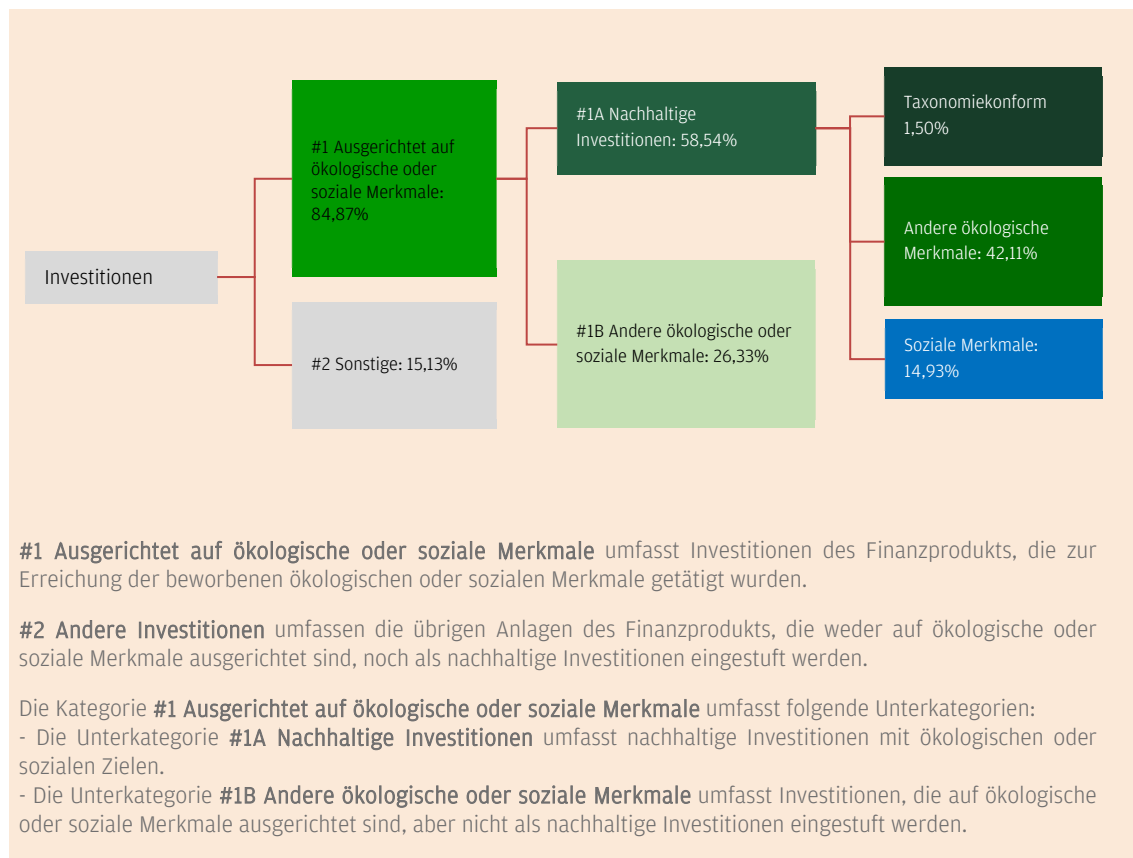 Investitionen
#1 Ausgerichtet auf
ökologische oder
soziale Merkmale:
84,87%
#2 Sonstige: 15,13%
#1A Nachhaltige
Investitionen: 58,54%
#1B Andere ökologische oder
soziale Merkmale: 26,33%
Taxonomiekonform
1,50%
Andere ökologische
Merkmale: 42,11%
Soziale Merkmale:
14,93%
#1 Ausgerichtet auf ökologische oder soziale Merkmale umfasst Investitionen des Finanzprodukts, die zur
Erreichung der beworbenen ökologischen oder sozialen Merkmale getätigt wurden.
#2 Andere Investitionen umfassen die übrigen Anlagen des Finanzprodukts, die weder auf ökologische oder
soziale Merkmale ausgerichtet sind, noch als nachhaltige Investitionen eingestuft werden.
Die Kategorie #1 Ausgerichtet auf ökologische oder soziale Merkmale umfasst folgende Unterkategorien:
- Die Unterkategorie #1A Nachhaltige Investitionen umfasst nachhaltige Investitionen mit ökologischen oder
sozialen Zielen.
- Die Unterkategorie #1B Andere ökologische oder soziale Merkmale umfasst Investitionen, die auf ökologische
oder soziale Merkmale ausgerichtet sind, aber nicht als nachhaltige Investitionen eingestuft werden.